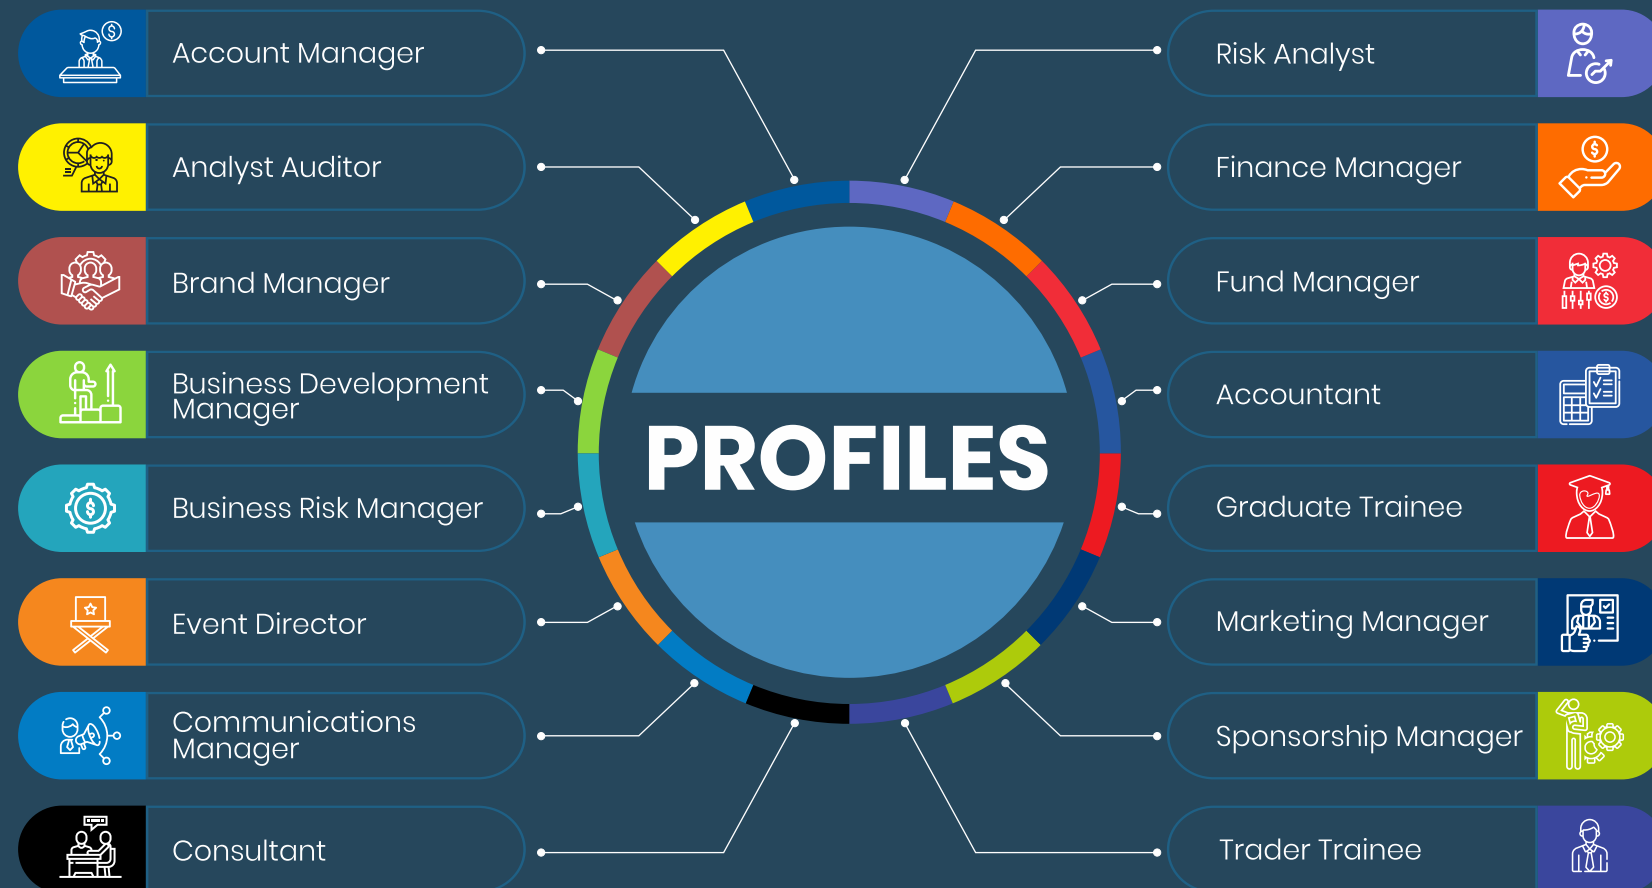 Account Manager
Analyst Auditor
Brand Manager
Business Development
Manager
Business Risk Manager
Event Director
Communications
Manager
Consultant
PROFILES
Risk Analyst
Finance Manager
Fund Manager
Accountant
Graduate Trainee
Marketing Manager
Sponsorship Manager
Trader Trainee